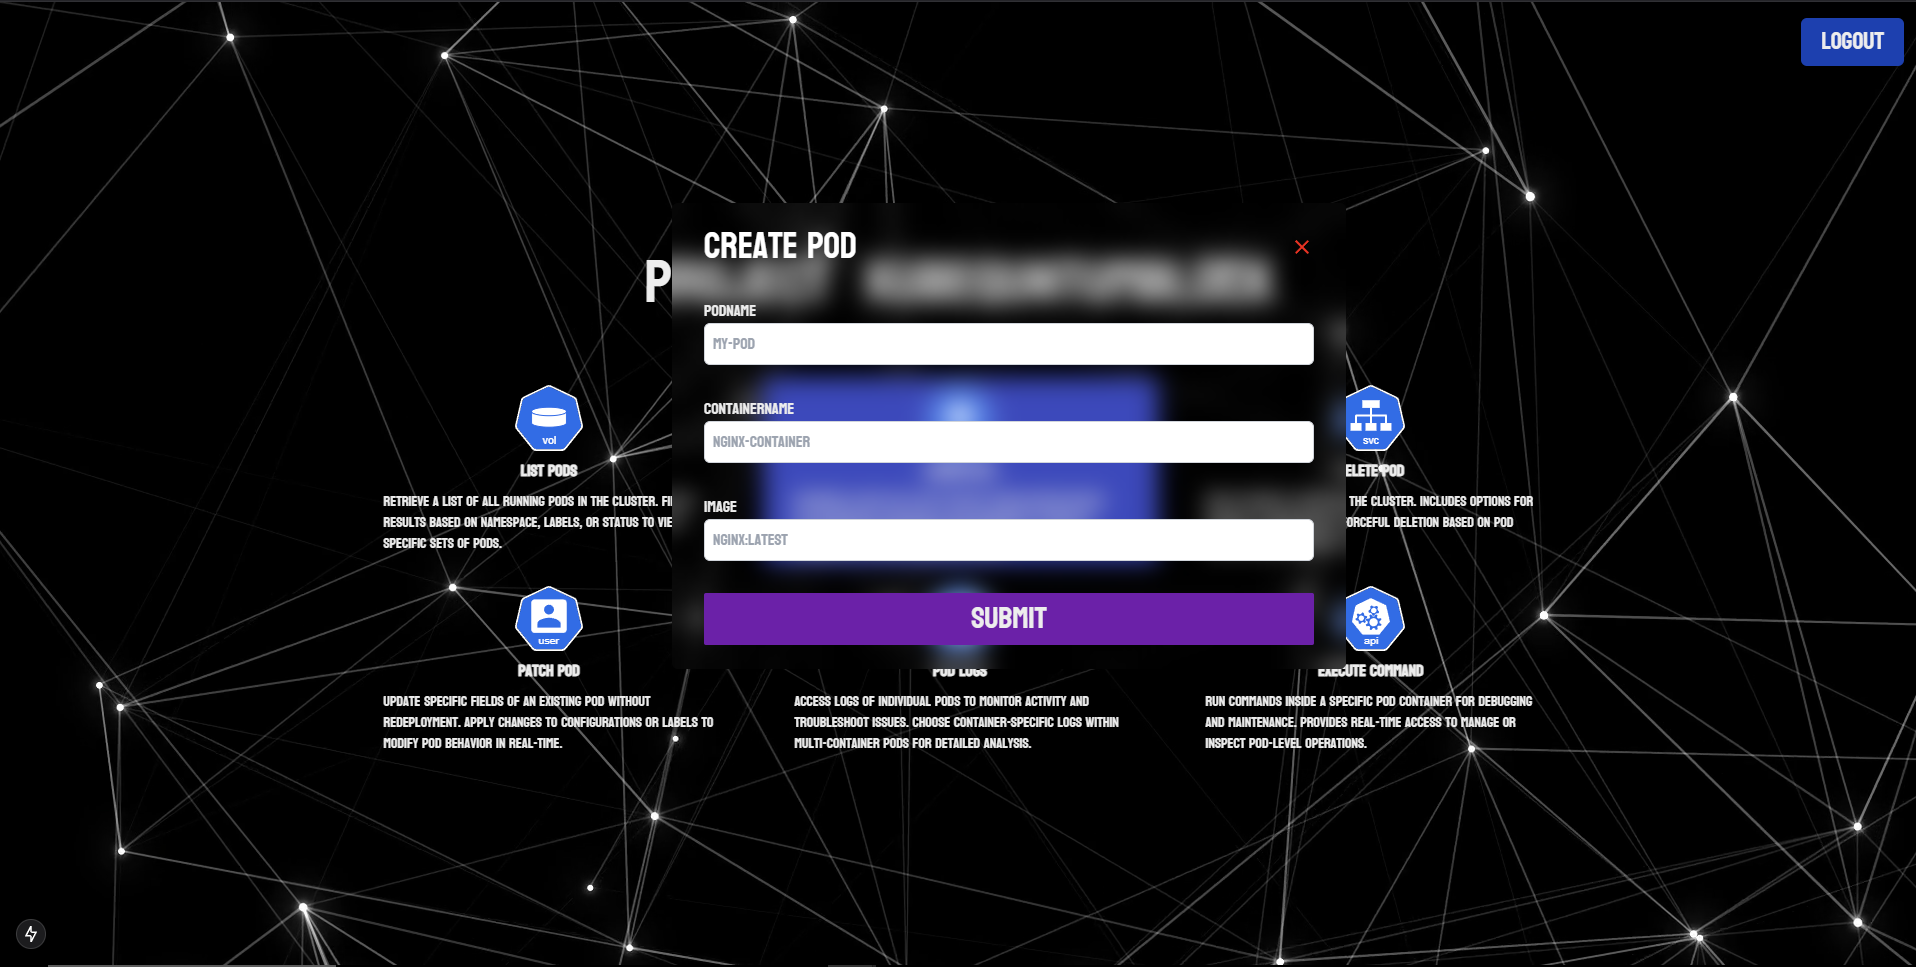 LOGOUT
CREATE POD
P
PODNAME
MY-POD
CONTAINERNAME
NGINX-CONTAINER
IMAGE
NGINX:LATEST
SUBMIT
vol
LIST PODS
RETRIEVE A LIST OF ALL RUNNING PODS IN THE CLUSTER. FI
RESULTS BASED ON NAMESPACE, LABELS, OR STATUS TO VIE
SPECIFIC SETS OF PODS.
svc
ELETE POD
THE CLUSTER. INCLUDES OPTIONS FOR
ORCEFUL DELETION BASED ON POD
user
PATCH POD
UPDATE SPECIFIC FIELDS OF AN EXISTING POD WITHOUT
REDEPLOYMENT. APPLY CHANGES TO CONFIGURATIONS OR LABELS TO
MODIFY POD BEHAVIOR IN REAL-TIME.
POD LOGS
ACCESS LOGS OF INDIVIDUAL PODS TO MONITOR ACTIVITY AND
TROUBLESHOOT ISSUES. CHOOSE CONTAINER-SPECIFIC LOGS WITHIN
MULTI-CONTAINER PODS FOR DETAILED ANALYSIS.
api
EXECUTE COMMAND
RUN COMMANDS INSIDE A SPECIFIC POD CONTAINER FOR DEBUGGING
AND MAINTENANCE. PROVIDES REAL-TIME ACCESS TO MANAGE OR
INSPECT POD-LEVEL OPERATIONS.